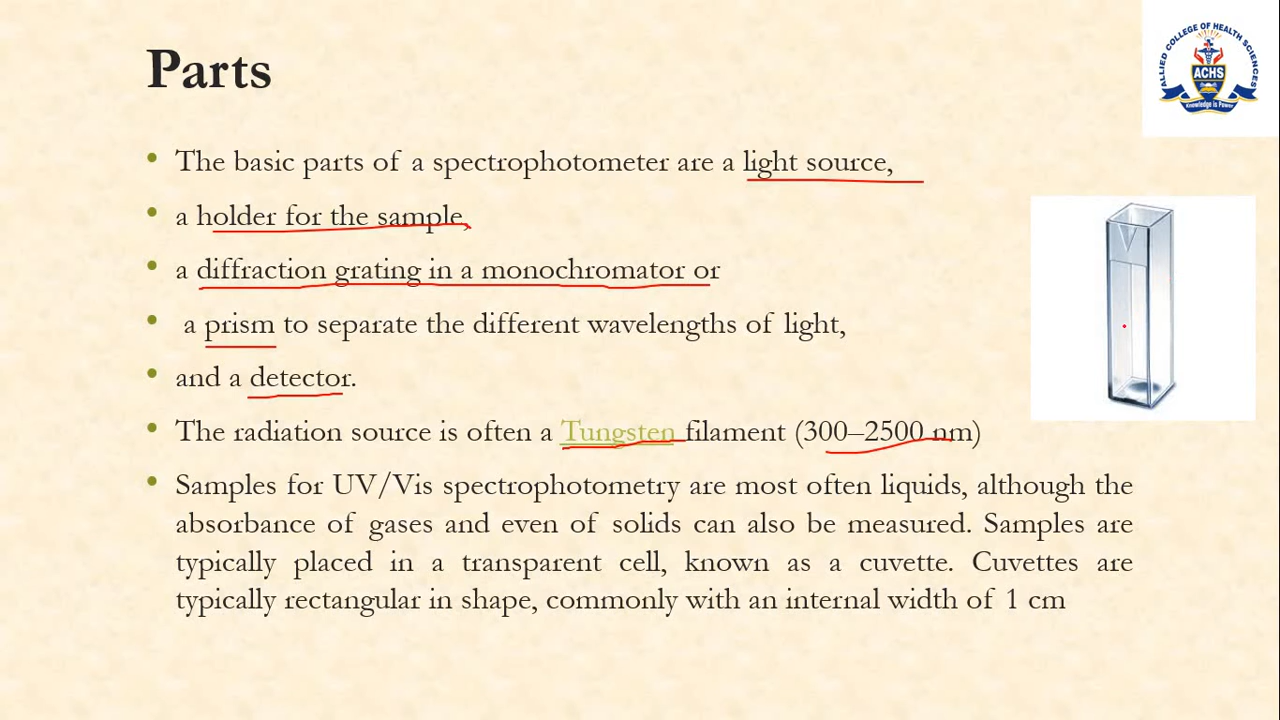 Parts
ALLIED COLLEGE OF HEALTH SCIENCES
ACHS
Knowledge is Power
• The basic parts of a spectrophotometer are a light source,
• a holder for the sample,
• a diffraction grating in a monochromator or
• a prism to separate the different wavelengths of light,
• and a detector.
• The radiation source is often a Tungsten filament (300–2500 nm)
• Samples for UV/Vis spectrophotometry are most often liquids, although the
absorbance of gases and even of solids can also be measured. Samples are
typically placed in a transparent cell, known as a cuvette. Cuvettes are
typically rectangular in shape, commonly with an internal width of 1 cm